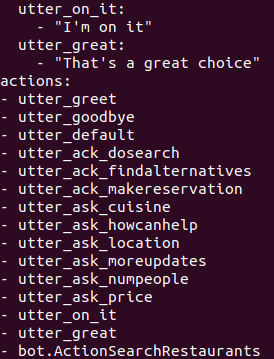 utter_on_it:
- "I'm on it"
utter_great:
- "That's a great choice"
actions:
- utter_greet
- utter_goodbye
- utter_default
- utter_ack_dosearch
- utter_ack_findalternatives
- utter_ack_makereservation
- utter_ask_cuisine
- utter_ask_howcanhelp
- utter_ask_location
- utter_ask_moreupdates
- utter_ask_numpeople
- utter_ask_price
- utter_on_it
- utter_great
- bot.ActionSearchRestaurants